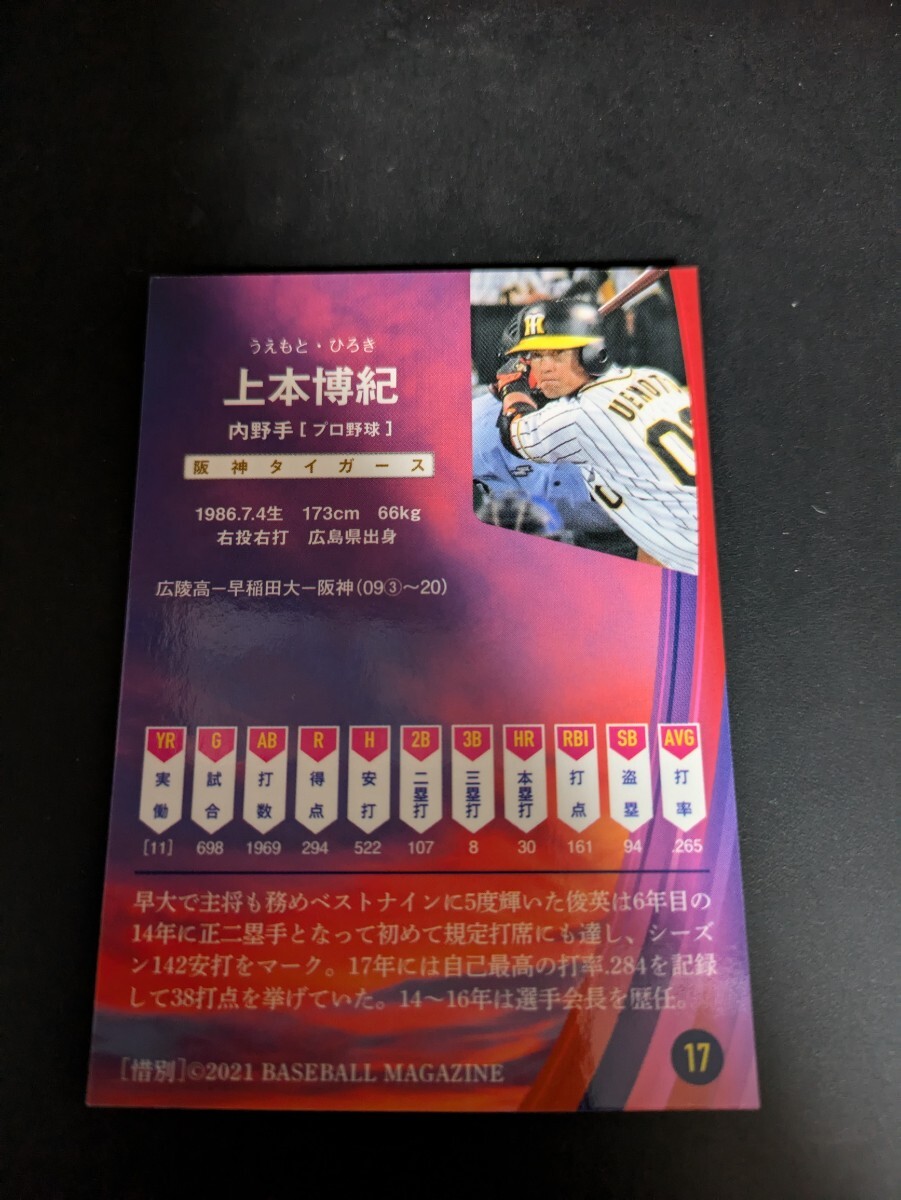 うえもと・ひろき
上本博紀
内野手[プロ野球]
阪神タイガース
1986.7.4生 173cm 66kg
右投右打 広島県出身
広陵高ー早稲田大ー阪神(09③〜20)
UEMOT
00
YR G AB R H 2B 3B HR RBI SB AVG
実働 試合 打数 得点 安打 二塁打 三塁打 本塁打 打点 盗塁 打率
[11] 698 1969 294 522 107 8 30 161 94 .265
早大で主将も務めベストナインに5度輝いた俊英は6年目の
14年に正二塁手となって初めて規定打席にも達し、シーズ
ン142安打をマーク。17年には自己最高の打率.284を記録
して38打点を挙げていた。14〜16年は選手会長を歴任。
[惜別]©2021 BASEBALL MAGAZINE
17